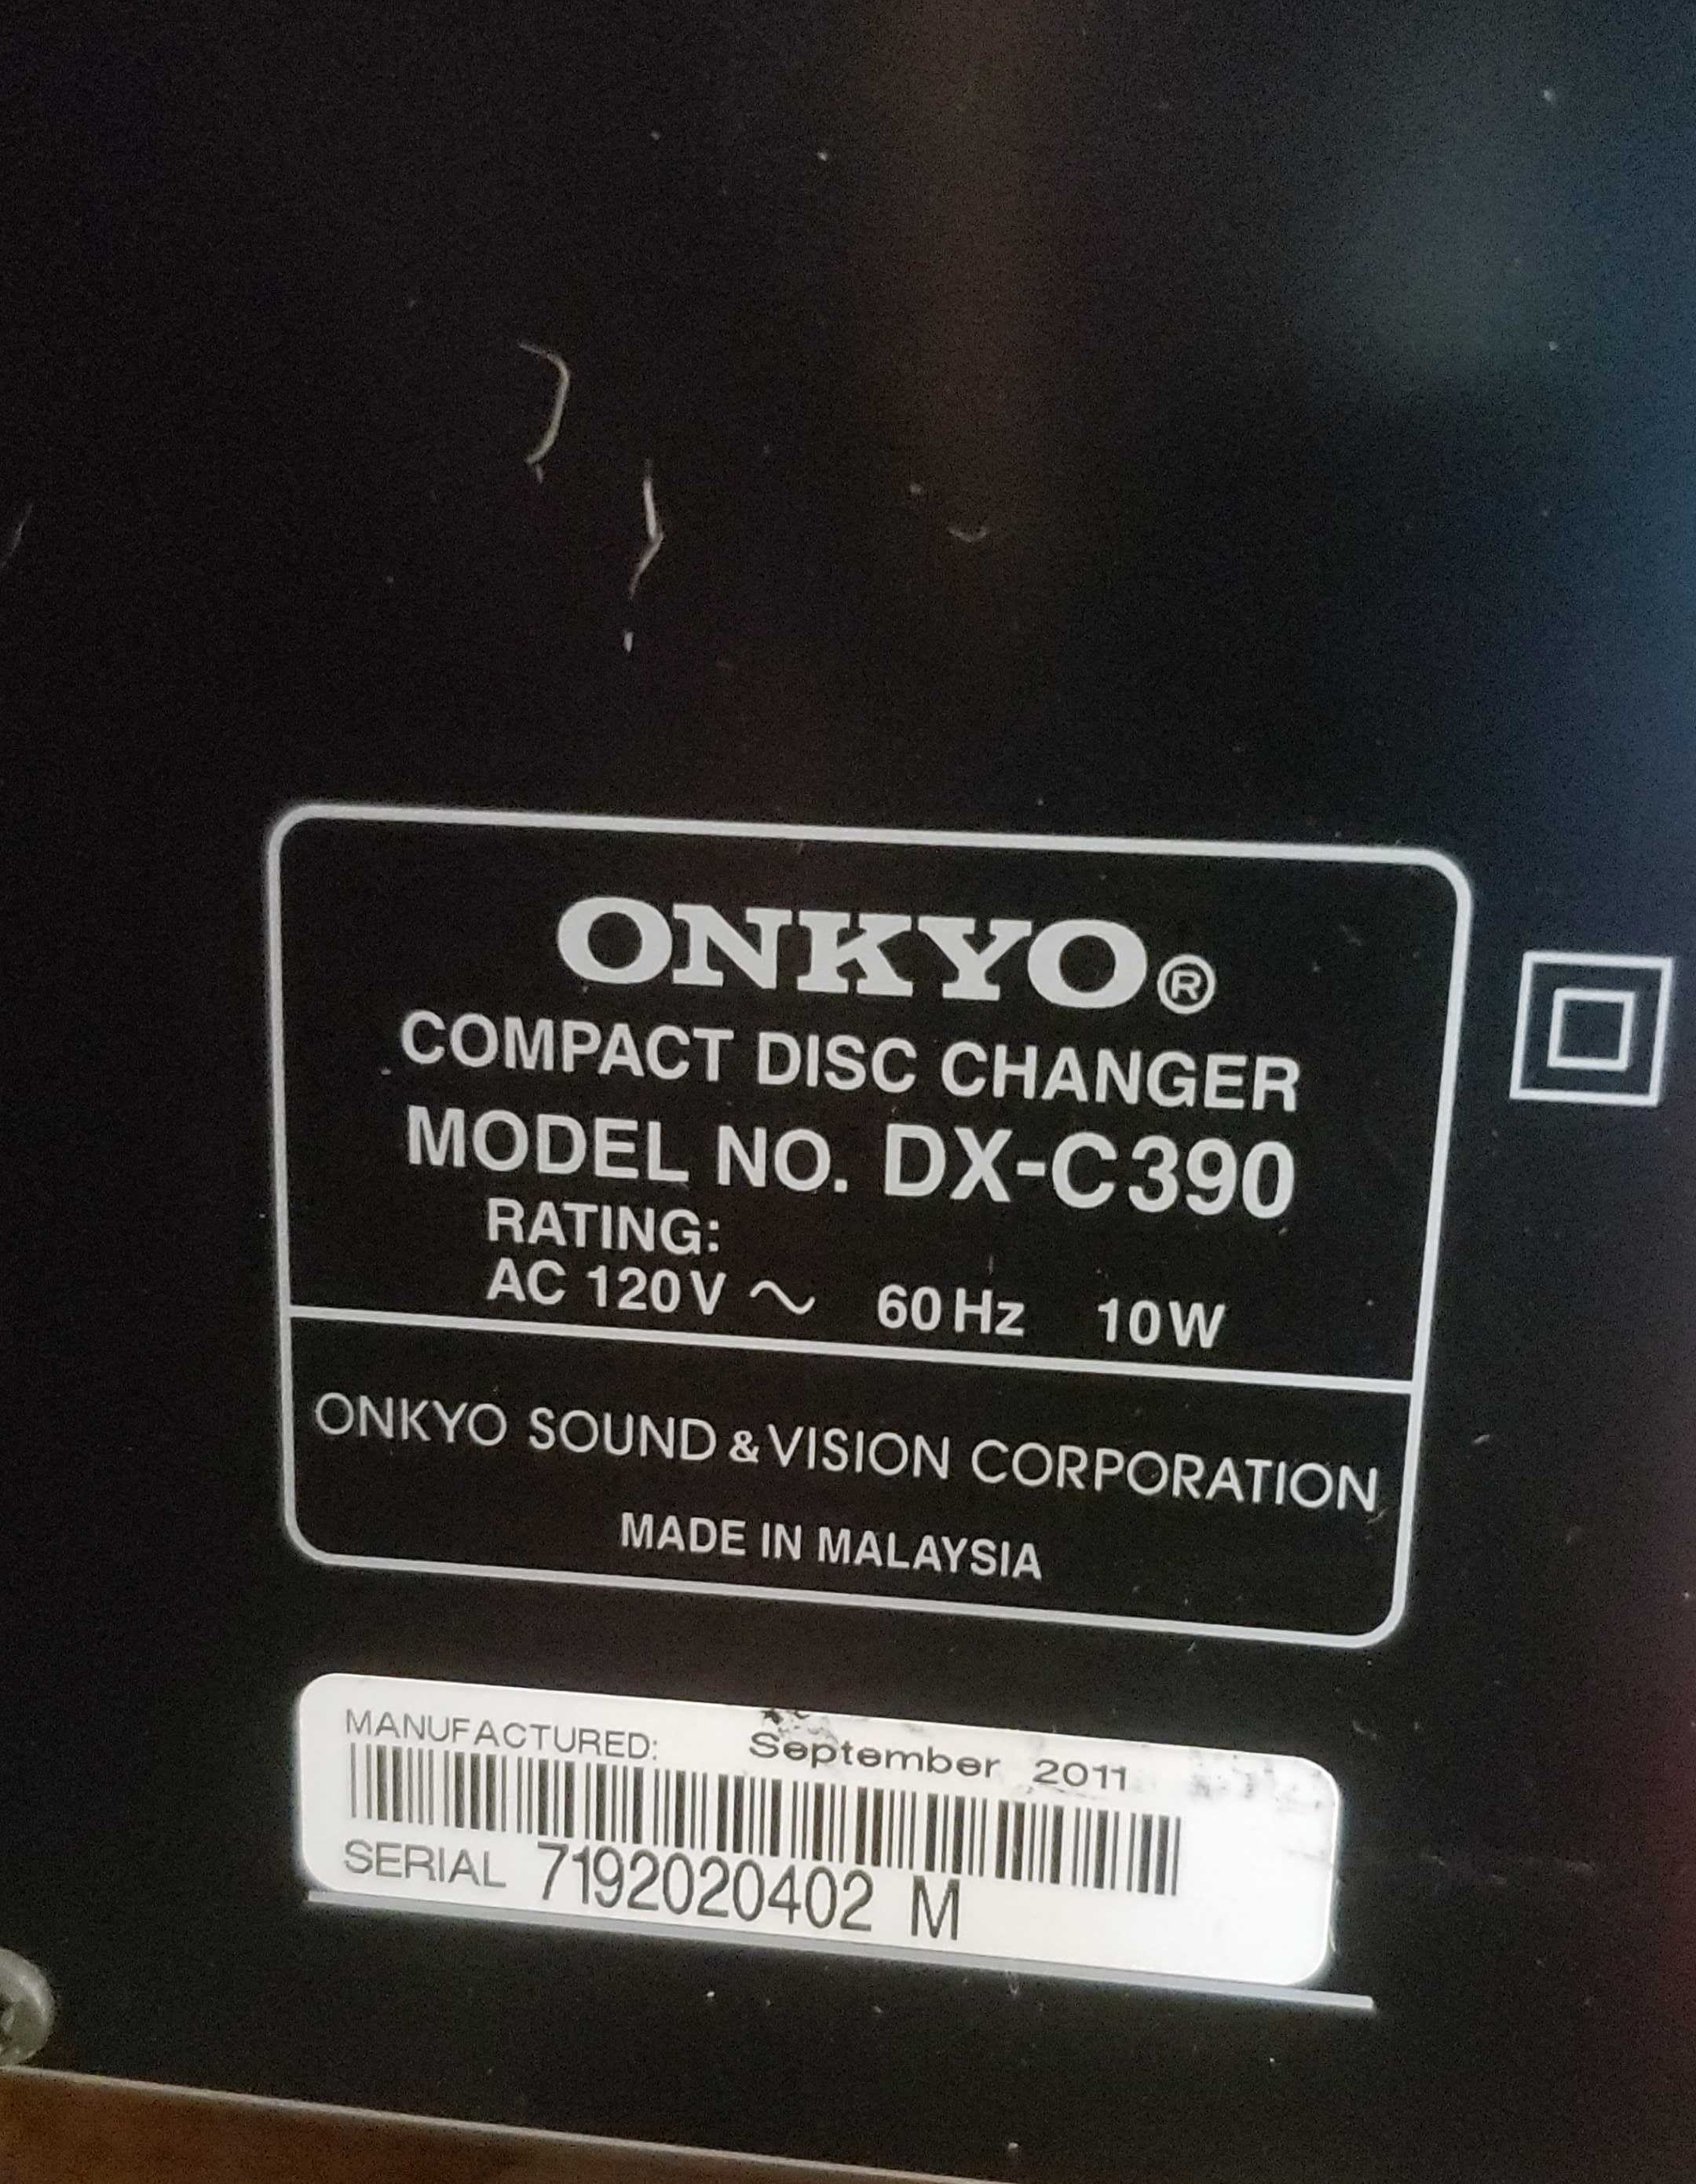 ONKYO®
COMPACT DISC CHANGER
MODEL NO. DX-C390
RATING:
AC 120V ~ 60Hz 10W
ONKYO SOUND & VISION CORPORATION
MADE IN MALAYSIA
MANUFACTURED: September 2011
SERIAL 7192020402 M